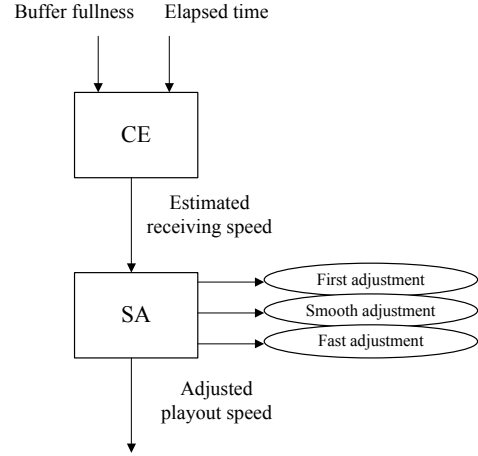 Buffer fullness
Elapsed time
CE
Estimated
receiving speed
SA
First adjustment
Smooth adjustment
Fast adjustment
Adjusted
playout speed